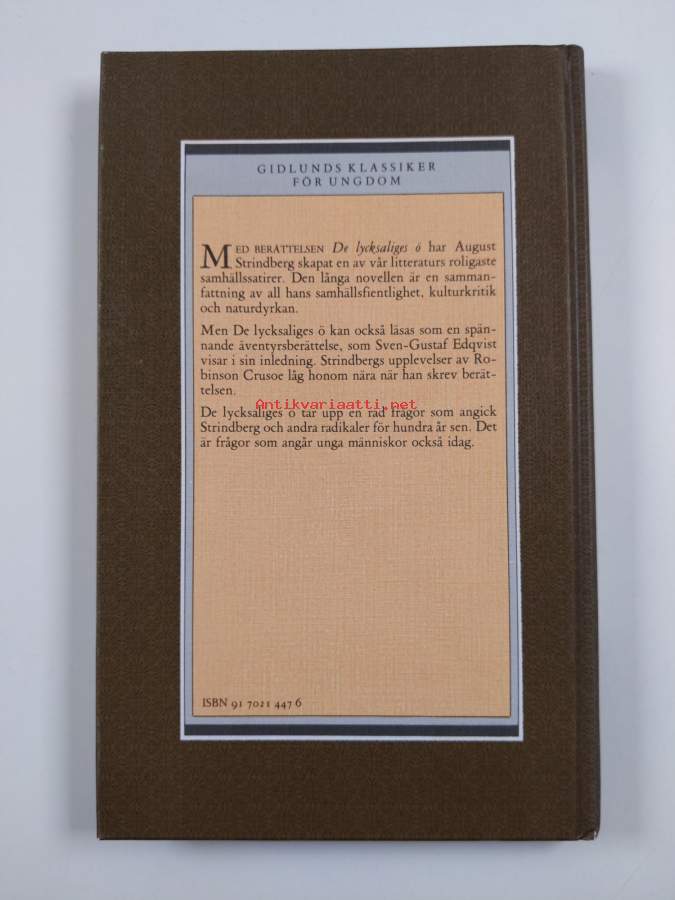 GIDLUNDS KLASSIKER
FÖR UNGDOM
MED BERÄTTELSEN De lycksaliges ö har August
Strindberg skapat en av vår litteraturs roligaste
samhällssatirer. Den långa novellen är en samman-
fattning av all hans samhällsfientlighet, kulturkritik
och naturdyrkan.
Men De lycksaliges ö kan också läsas som en spän-
nande äventyrsberättelse, som Sven-Gustaf Edqvist
visar i sin inledning. Strindbergs upplevelser av Ro-
binson Crusoe låg honom nära när han skrev berät-
telsen.
Antikvariaatti.net
De lycksaliges ö tar upp en rad frågor som angick
Strindberg och andra radikaler för hundra år sen. Det
är frågor som angår unga människor också idag.
ISBN 91 7021 447 6